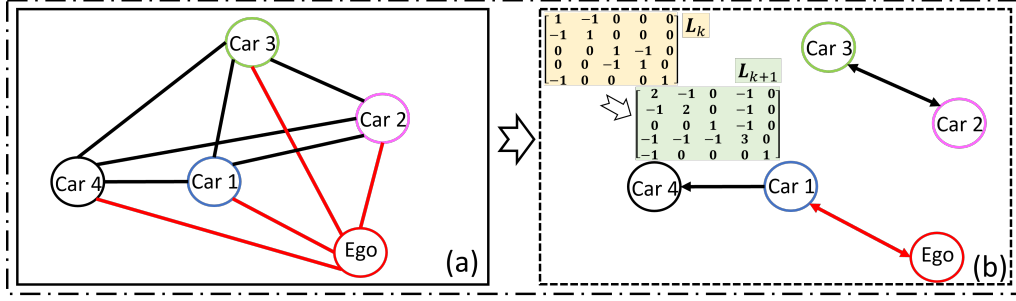 Car 3
Car 2
Car 4
Car 1
Ego
(a)
1 -1 0 0 0
-1 1 0 0 0
0 0 1 -1 0
0 0 -1 1 0
-1 0 0 0 1
L_k
L_{k+1}
2 -1 0 -1 0
-1 2 0 -1 0
0 0 1 -1 0
-1 -1 -1 3 0
-1 0 0 0 1
Car 3
Car 2
Car 4
Car 1
Ego
(b)